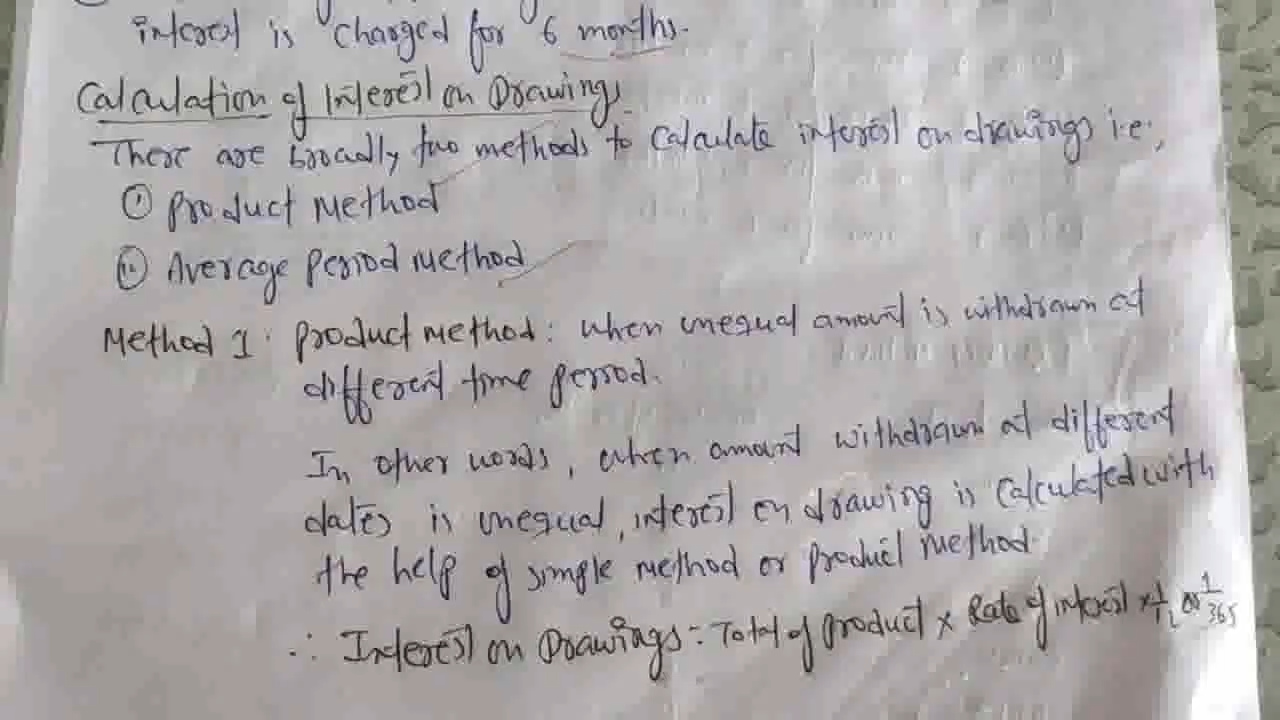 interest is charged for 6 months.
Calculation of Interest on Drawings
There are broadly two methods to calculate interest on drawings i.e.,
(i) Product Method
(ii) Average period method
Method 1: Product method: when unequal amount is withdrawn at
different time period.
In other words, when amount withdrawn at different
dates is unequal, interest on drawing is calculated with
the help of simple method or product method.
∴ Interest on Drawings = Total of product × Rate of interest × 1/12 or 1/365